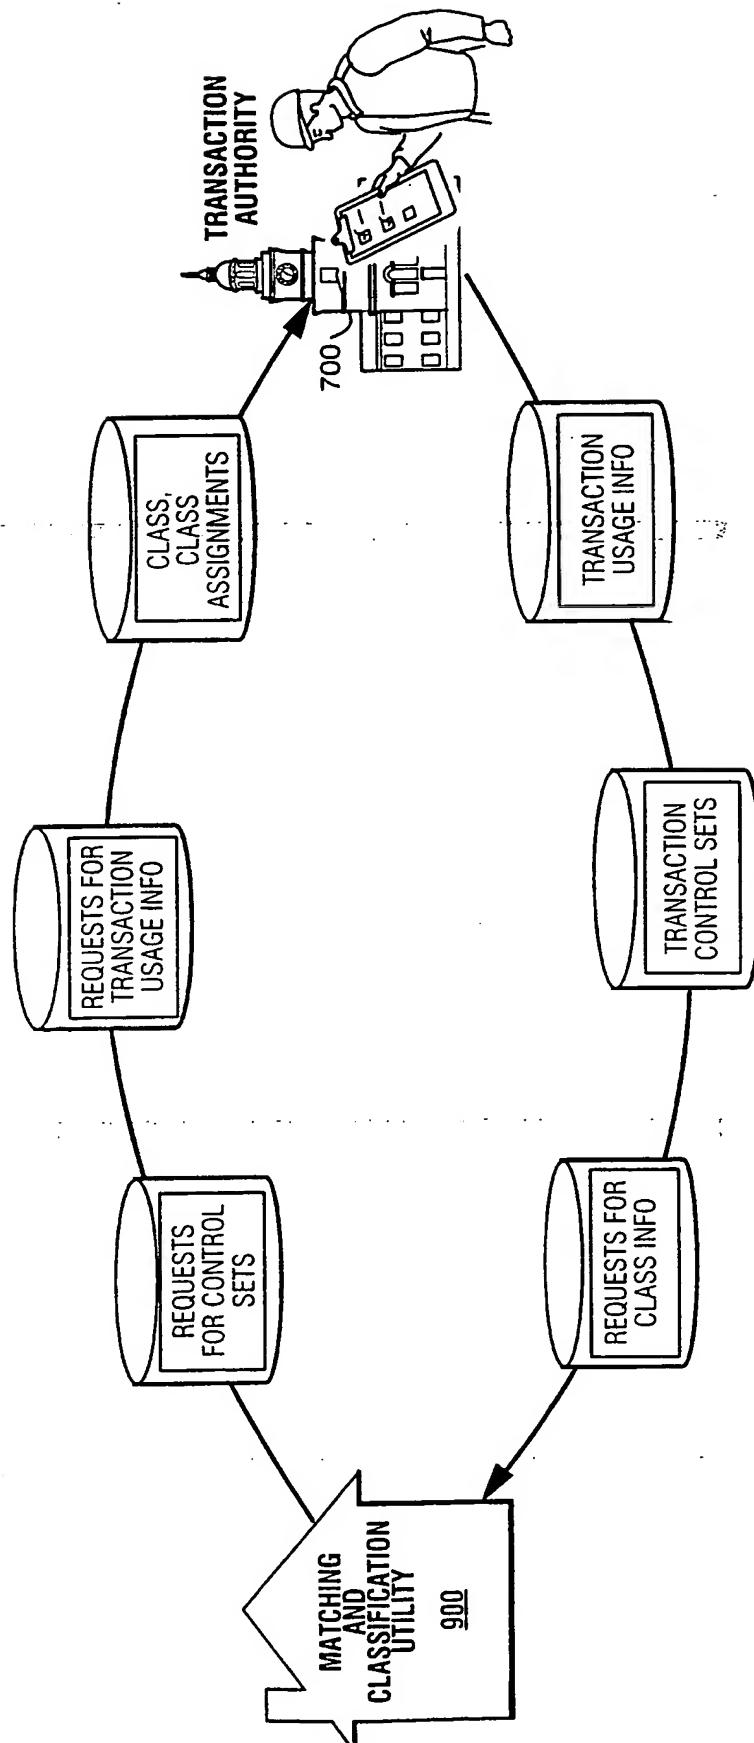 TRANSACTION
AUTHORITY
700
CLASS,
CLASS
ASSIGNMENTS
REQUESTS FOR
TRANSACTION
USAGE INFO
REQUESTS
FOR CONTROL
SETS
MATCHING
AND
CLASSIFICATION
UTILITY
900
REQUESTS FOR
CLASS INFO
TRANSACTION
CONTROL SETS
TRANSACTION
USAGE INFO